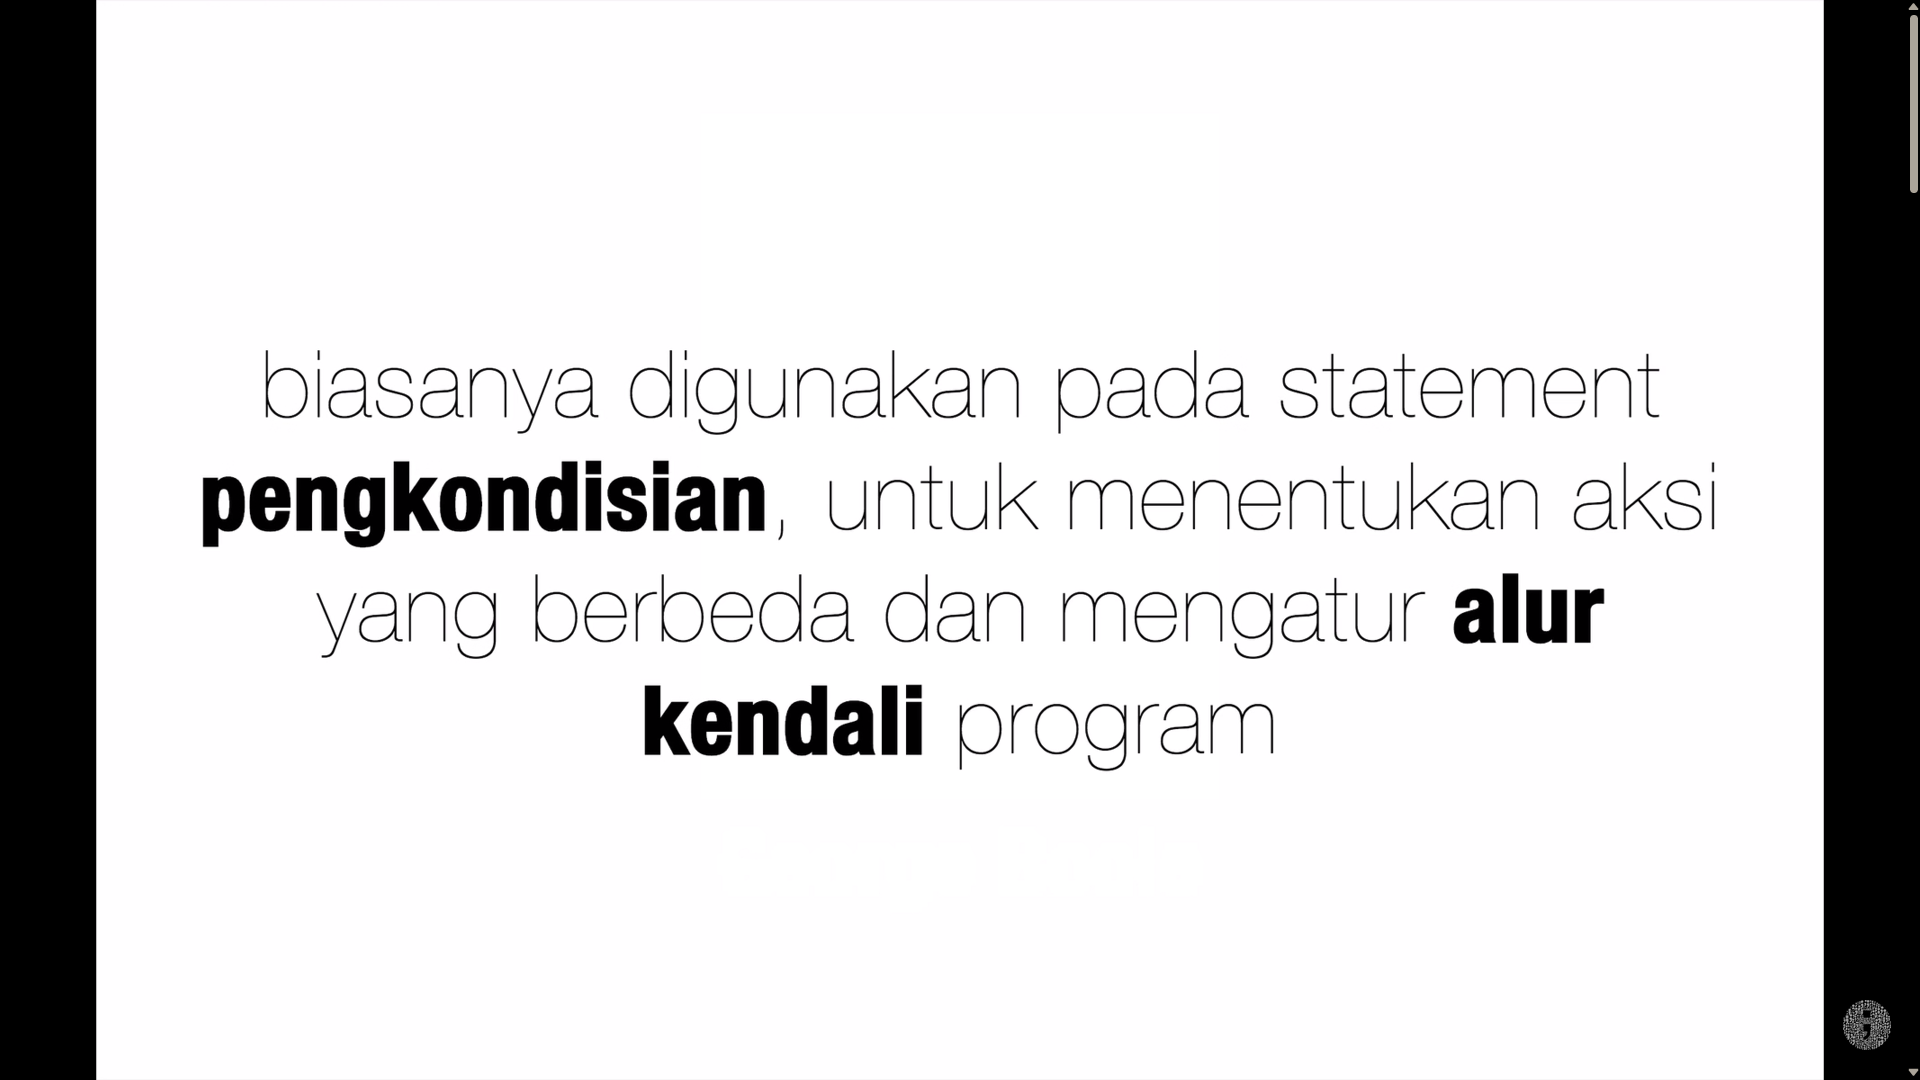 biasanya digunakan pada statement
pengkondisian, untuk menentukan aksi
yang berbeda dan mengatur alur
kendali program